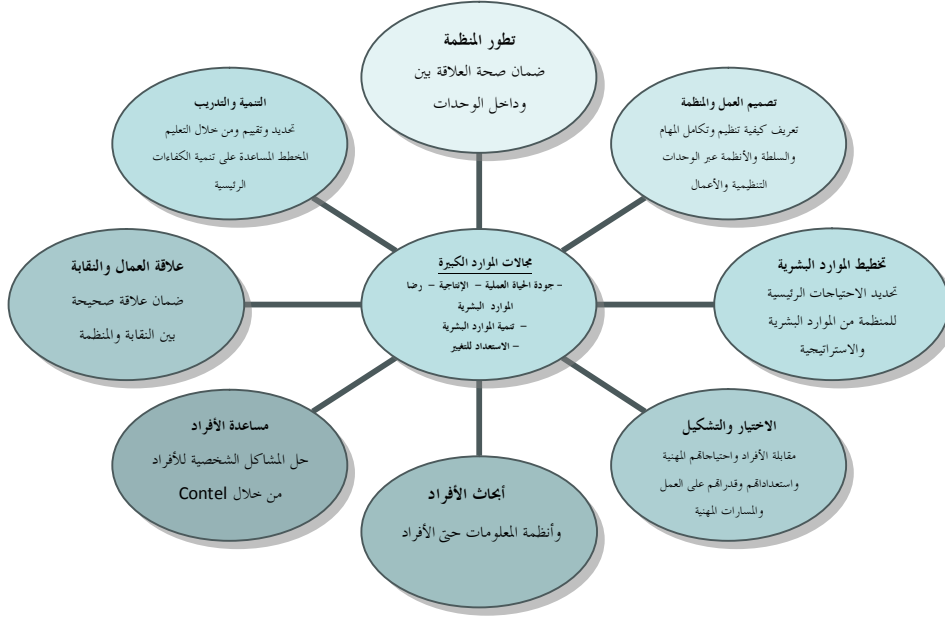 تطور المنظمة
ضمان صحة العلاقة بين
وداخل الوحدات
تصميم العمل والمنظمة
تعريف كيفية تنظيم وتكامل المهام
والسلطة والأنظمة عبر الوحدات
التنظيمية والأعمال
تخطيط الموارد البشرية
تحديد الاحتياجات الرئيسية
للمنظمة من الموارد البشرية
والاستراتيجية
الاختيار والتشكيل
مقابلة الأفراد واحتياجاتهم المهنية
واستعداداتهم وقدراتهم على العمل
والمسارات المهنية
أبحاث الأفراد
وأنظمة المعلومات حتى الأفراد
مساعدة الأفراد
حل المشاكل الشخصية للأفراد
من خلال Contel
علاقة العمال والنقابة
ضمان علاقة صحيحة
بين النقابة والمنظمة
التنمية والتدريب
تحديد وتقييم ومن خلال التعليم
المخطط المساعدة على تنمية الكفاءات
الرئيسية
مجالات الموارد الكبيرة
- جودة الحياة العملية – الإنتاجية – رضا
الموارد البشرية
– تنمية الموارد البشرية
– الاستعداد للتغيير